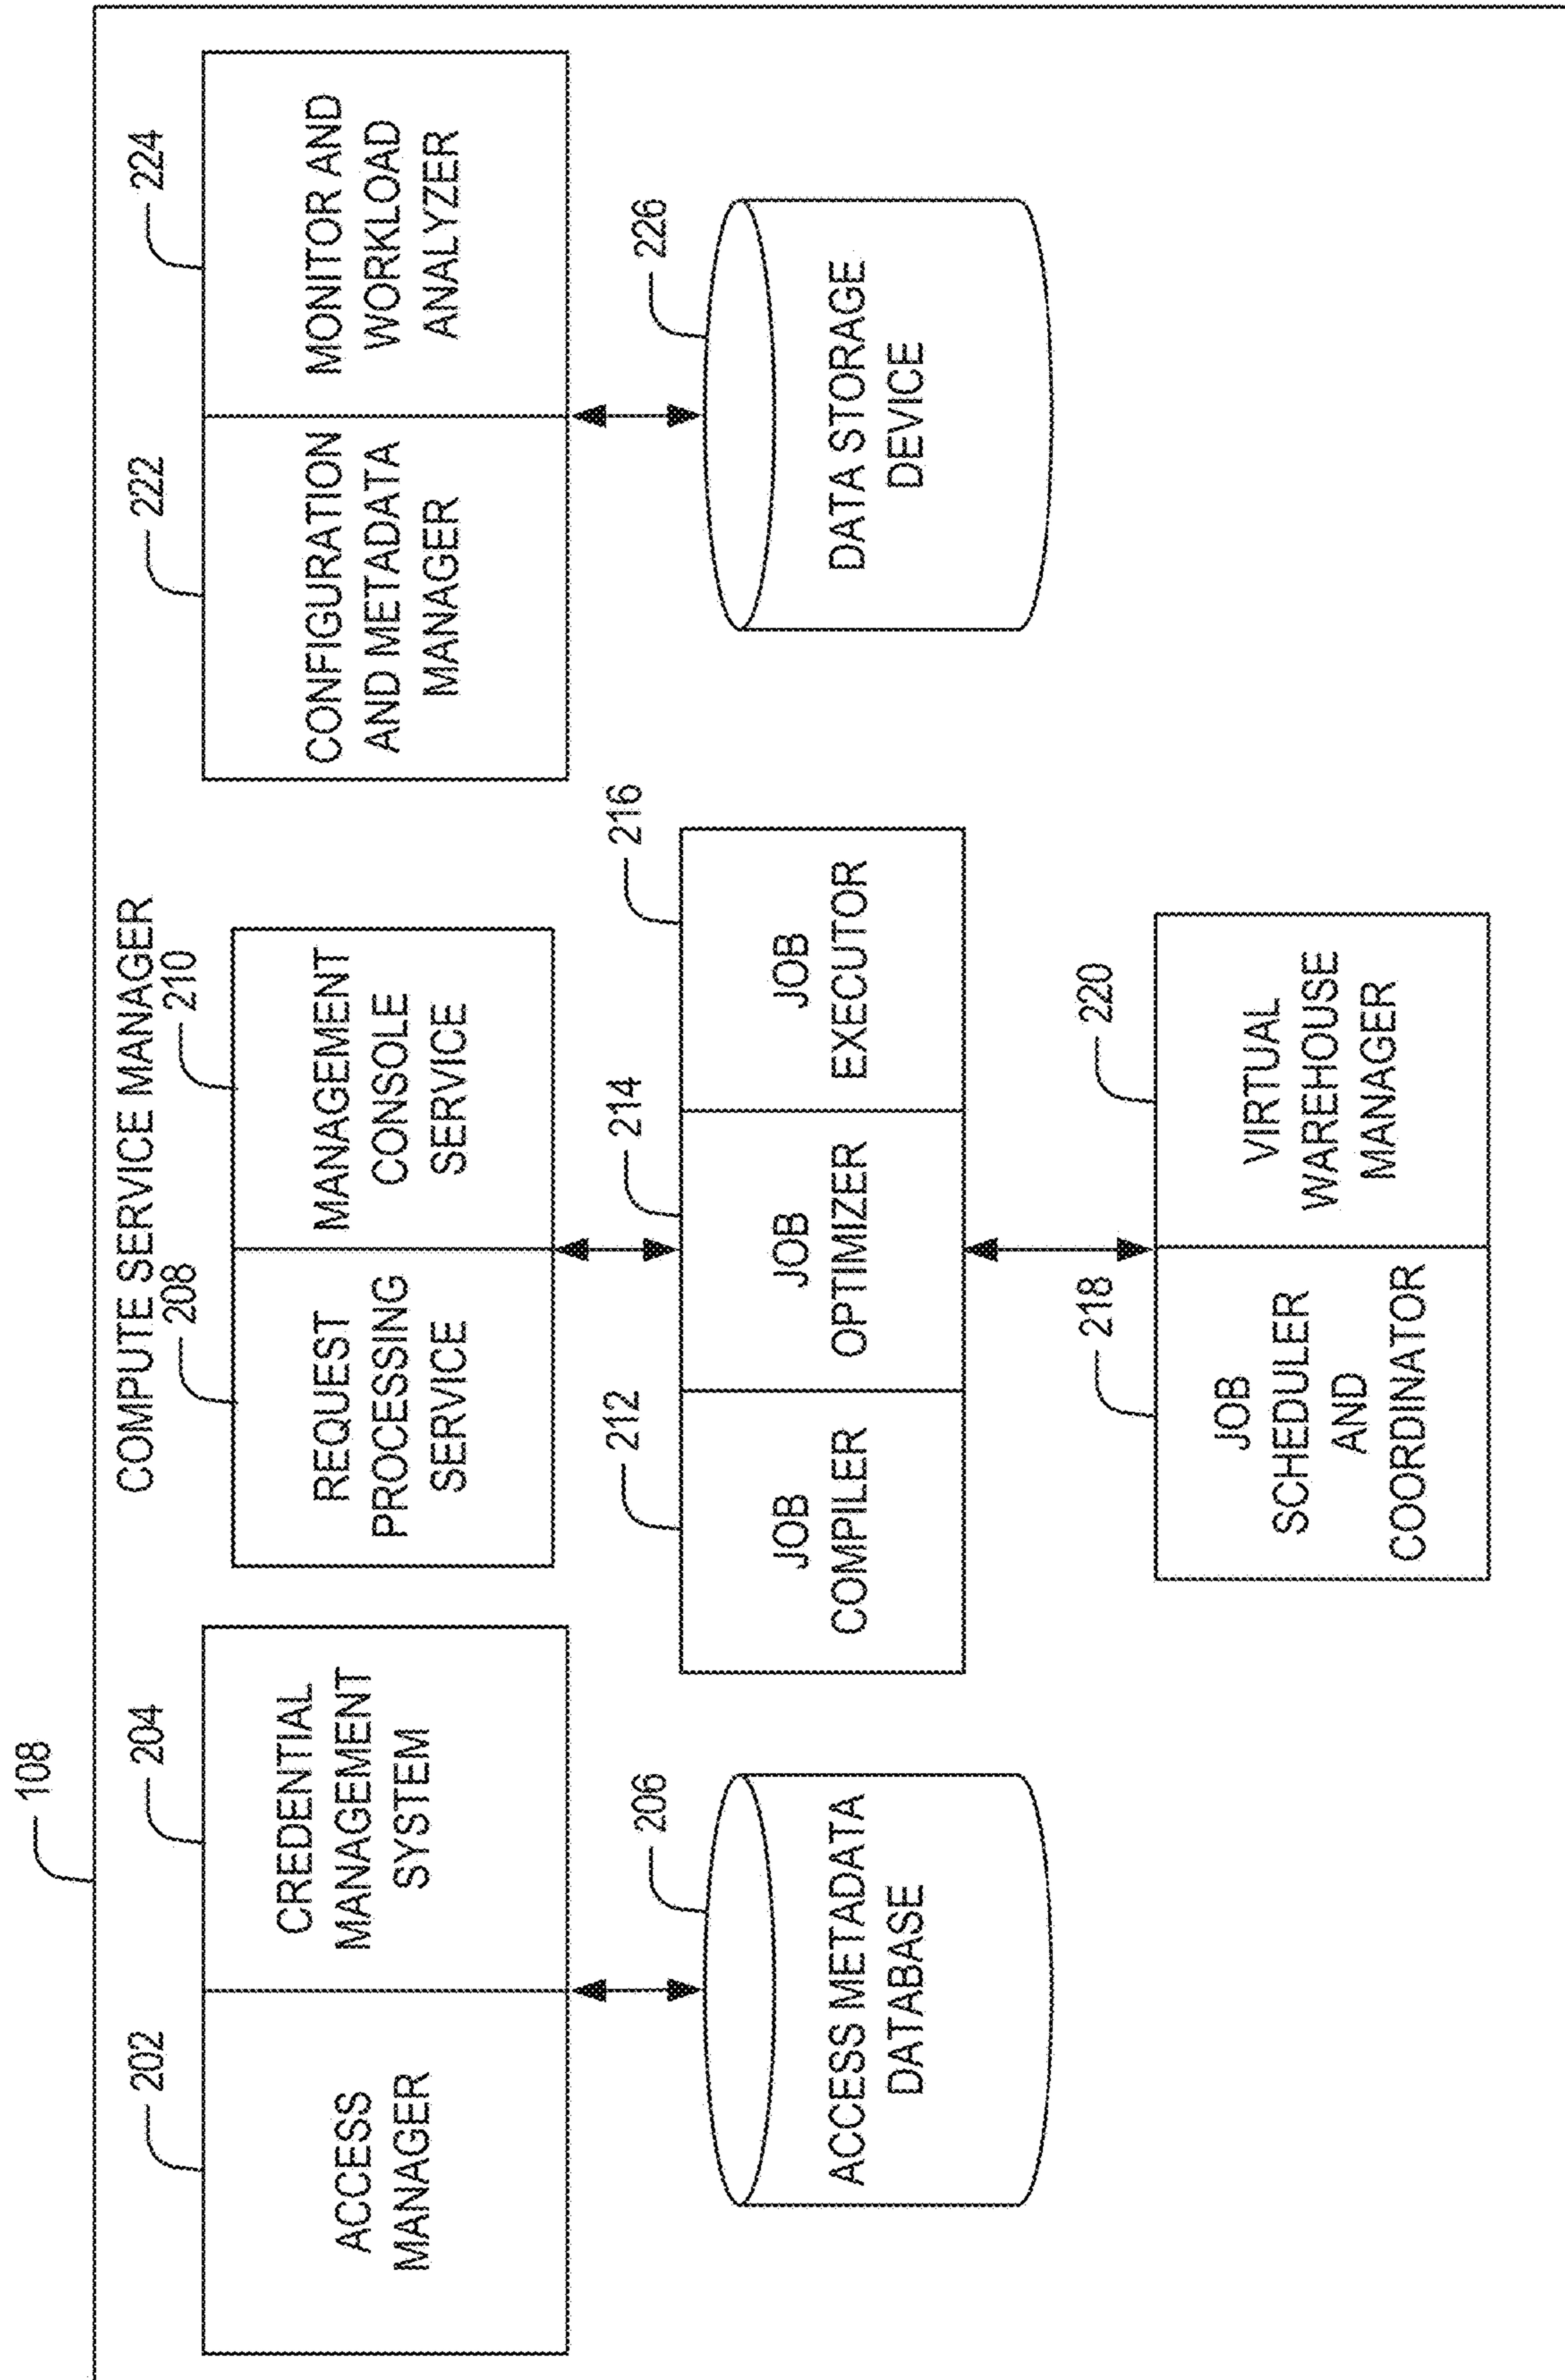 108
COMPUTE SERVICE MANAGER
202
ACCESS
MANAGER
204
CREDENTIAL
MANAGEMENT
SYSTEM
206
ACCESS METADATA
DATABASE
208
REQUEST
PROCESSING
SERVICE
210
MANAGEMENT
CONSOLE
SERVICE
212
JOB
COMPILER
214
JOB
OPTIMIZER
216
JOB
EXECUTOR
218
JOB
SCHEDULER
AND
COORDINATOR
220
VIRTUAL
WAREHOUSE
MANAGER
222
CONFIGURATION
AND METADATA
MANAGER
224
MONITOR AND
WORKLOAD
ANALYZER
226
DATA STORAGE
DEVICE